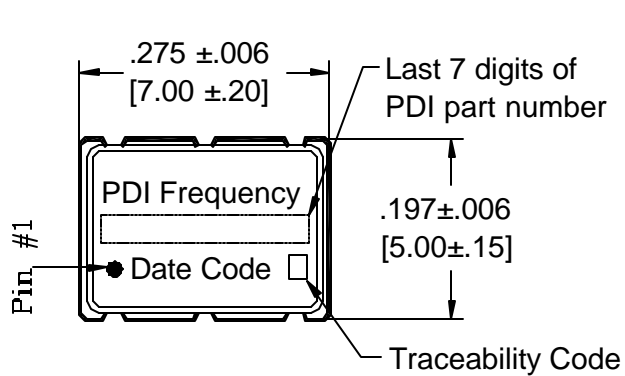 .275 ±.006
[7.00 ±.20]
Last 7 digits of
PDI part number
PDI Frequency
.197±.006
[5.00±.15]
Pin #1
Date Code
Traceability Code